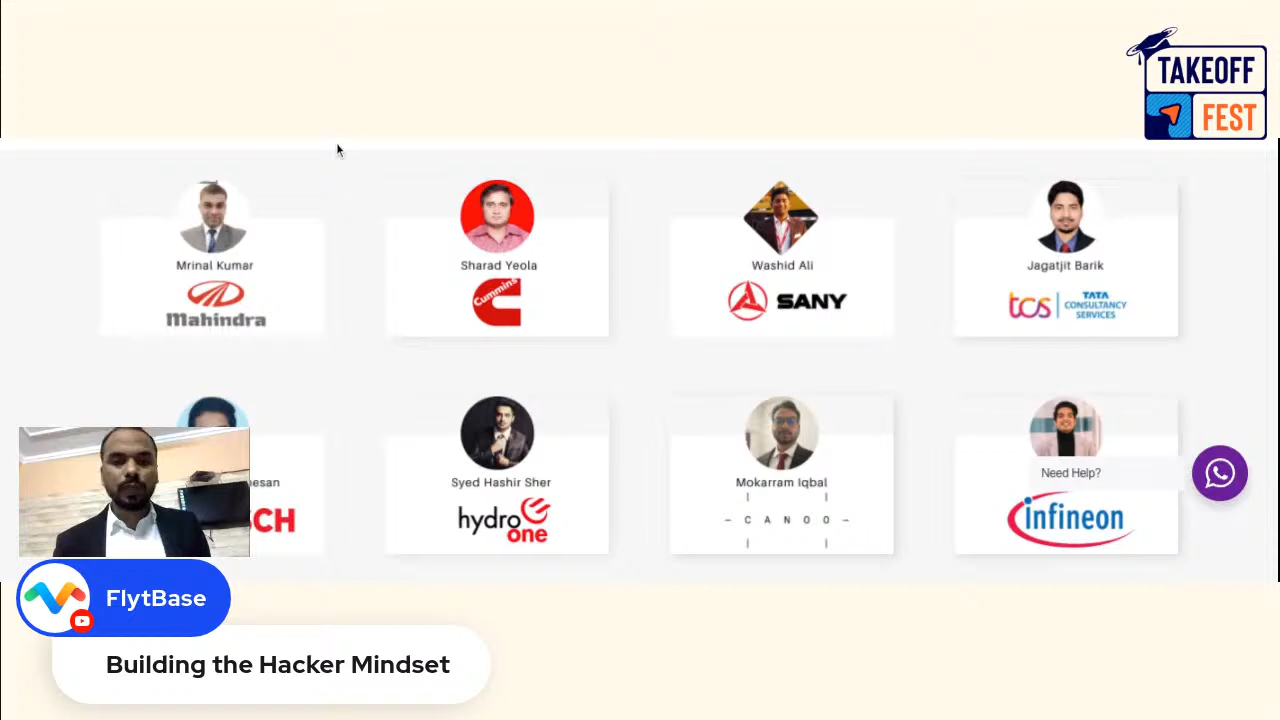 TAKEOFF
FEST
Mrinal Kumar
Sharad Yeola
Washid Ali
Jagatjit Barik
Mahindra
Cummins
SANY
tcs TATA
CONSULTANCY
SERVICES
esan
Syed Hashir Sher
Mokarram Iqbal
Need Help?
CH
hydro
one
CANOO
infineon
FlytBase
Building the Hacker Mindset